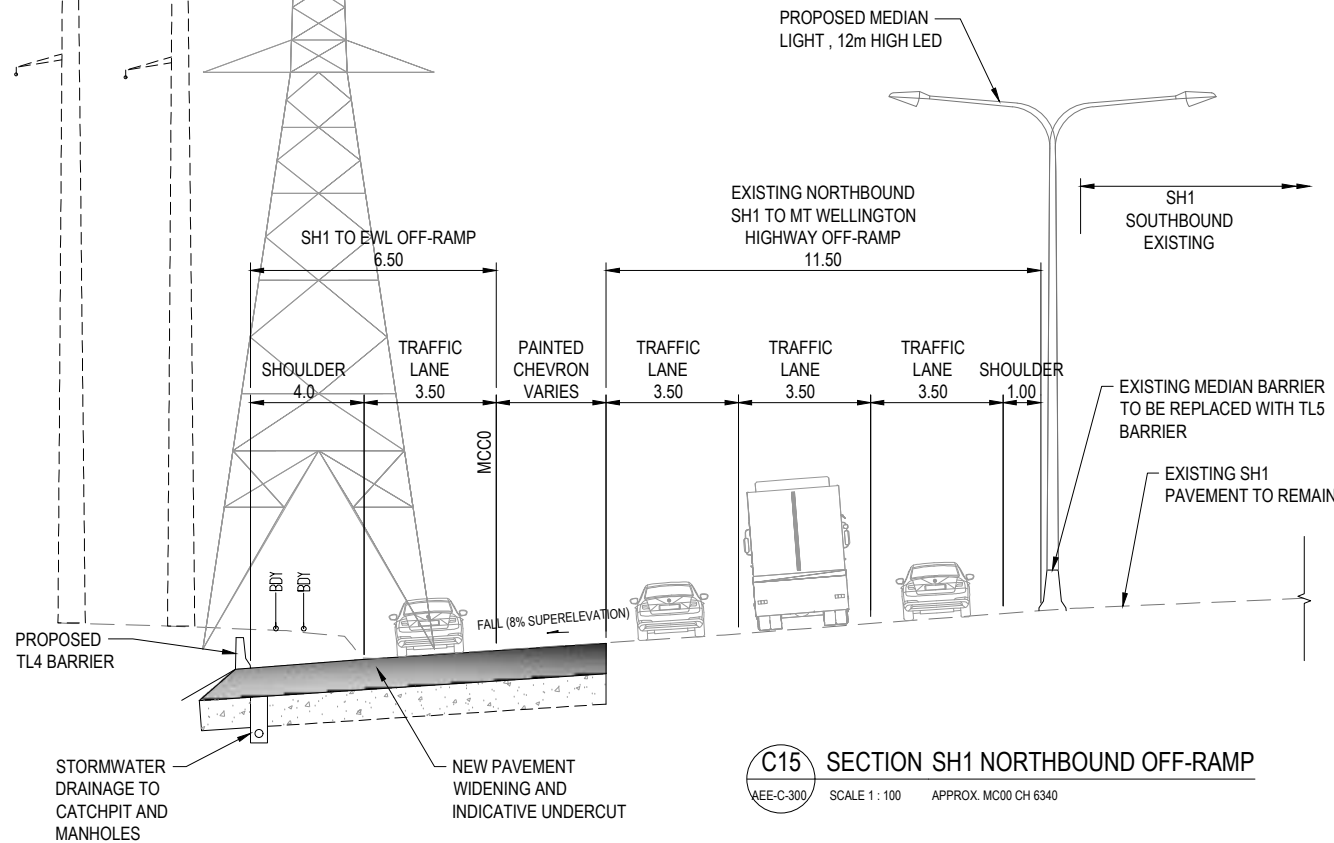 PROPOSED MEDIAN
LIGHT , 12m HIGH LED
EXISTING NORTHBOUND
SH1 TO MT WELLINGTON
HIGHWAY OFF-RAMP
11.50
SH1
SOUTHBOUND
EXISTING
SH1 TO EWL OFF-RAMP
6.50
SHOULDER
4.0
TRAFFIC
LANE
3.50
PAINTED
CHEVRON
VARIES
TRAFFIC
LANE
3.50
TRAFFIC
LANE
3.50
TRAFFIC
LANE
3.50
SHOULDER
1.00
MCC0
EXISTING MEDIAN BARRIER
TO BE REPLACED WITH TL5
BARRIER
EXISTING SH1
PAVEMENT TO REMAIN
BDY
BDY
FALL (8% SUPERELEVATION)
PROPOSED
TL4 BARRIER
STORMWATER
DRAINAGE TO
CATCHPIT AND
MANHOLES
NEW PAVEMENT
WIDENING AND
INDICATIVE UNDERCUT
C15
AEE-C-300
SECTION SH1 NORTHBOUND OFF-RAMP
SCALE 1 : 100 APPROX. MC00 CH 6340